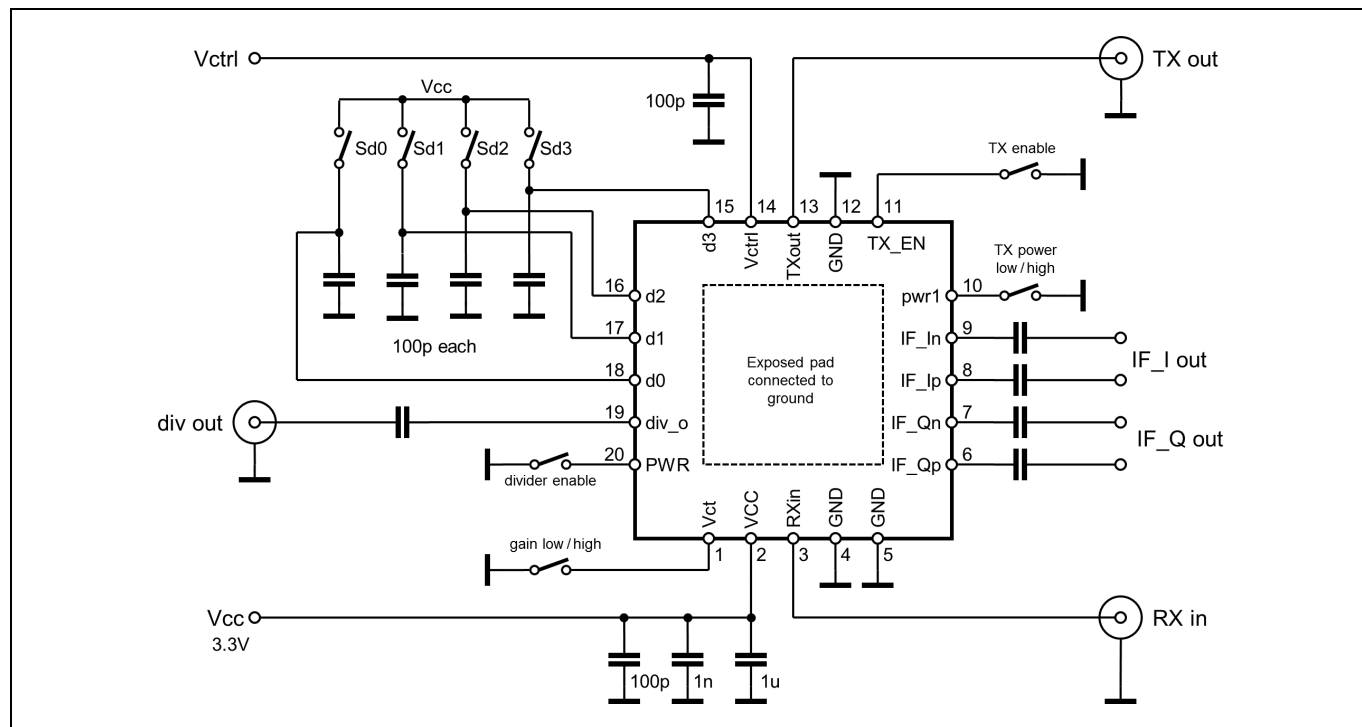 Vctrl
TX out
Vcc
100p
Sd0
Sd1
Sd2
Sd3
TX enable
15
14
13
12
11
d3
Vctrl
TXout
GND
TX_EN
TX power
low / high
16
d2
pwr1
10
17
d1
IF_In
9
100p each
IF_I out
18
d0
IF_Ip
8
Exposed pad
connected to
ground
div out
19
div_o
IF_Qn
7
IF_Q out
20
PWR
IF_Qp
6
divider enable
Vct
VCC
RXin
GND
GND
gain low / high
1
2
3
4
5
Vcc
3.3V
RX in
100p
1n
1u